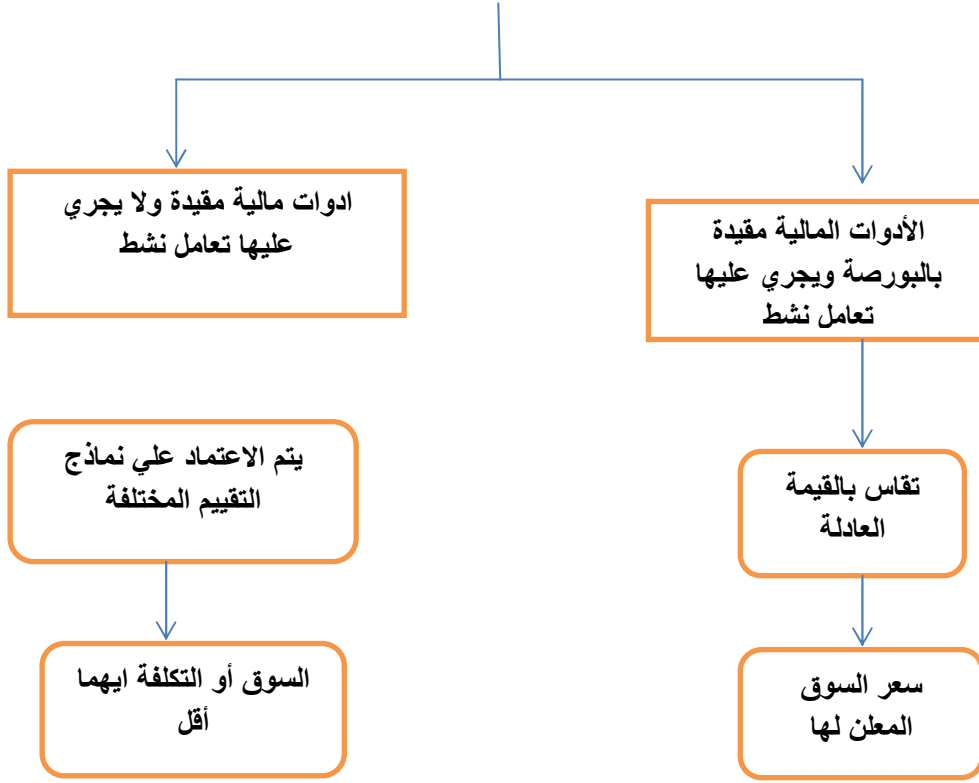 الأدوات المالية مقيدة
بالبورصة ويجري عليها
تعامل نشط
تقاس بالقيمة
العادلة
سعر السوق
المعلن لها
ادوات مالية مقيدة ولا يجري
عليها تعامل نشط
يتم الاعتماد علي نماذج
التقييم المختلفة
السوق أو التكلفة ايهما
أقل